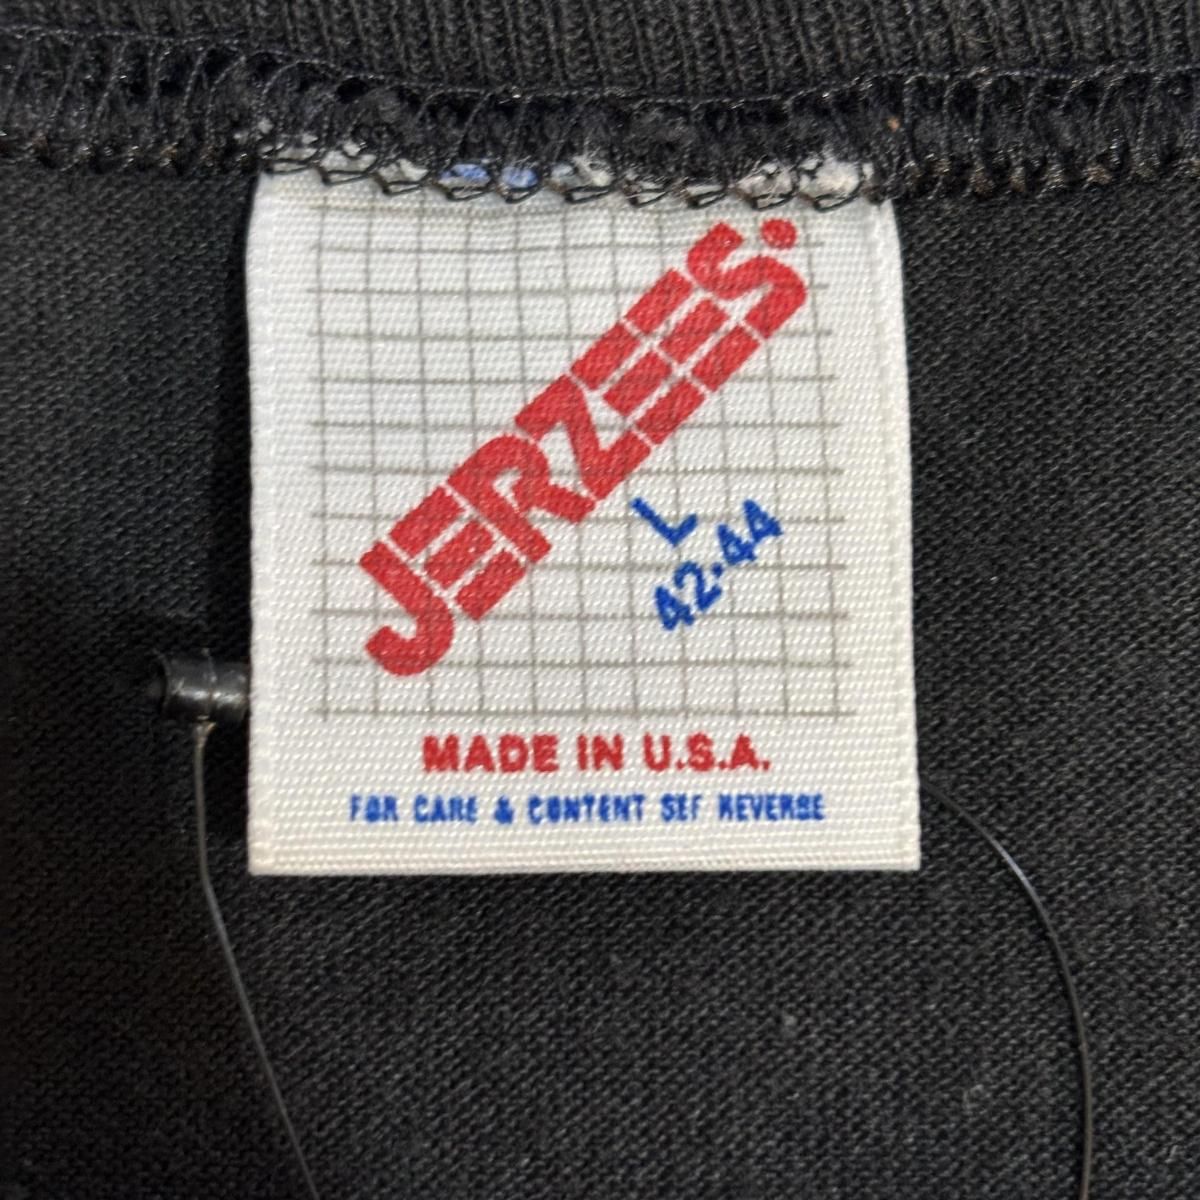 JERZEES.
L
42-44
MADE IN U.S.A.
FOR CARE & CONTENT SEE REVERSE